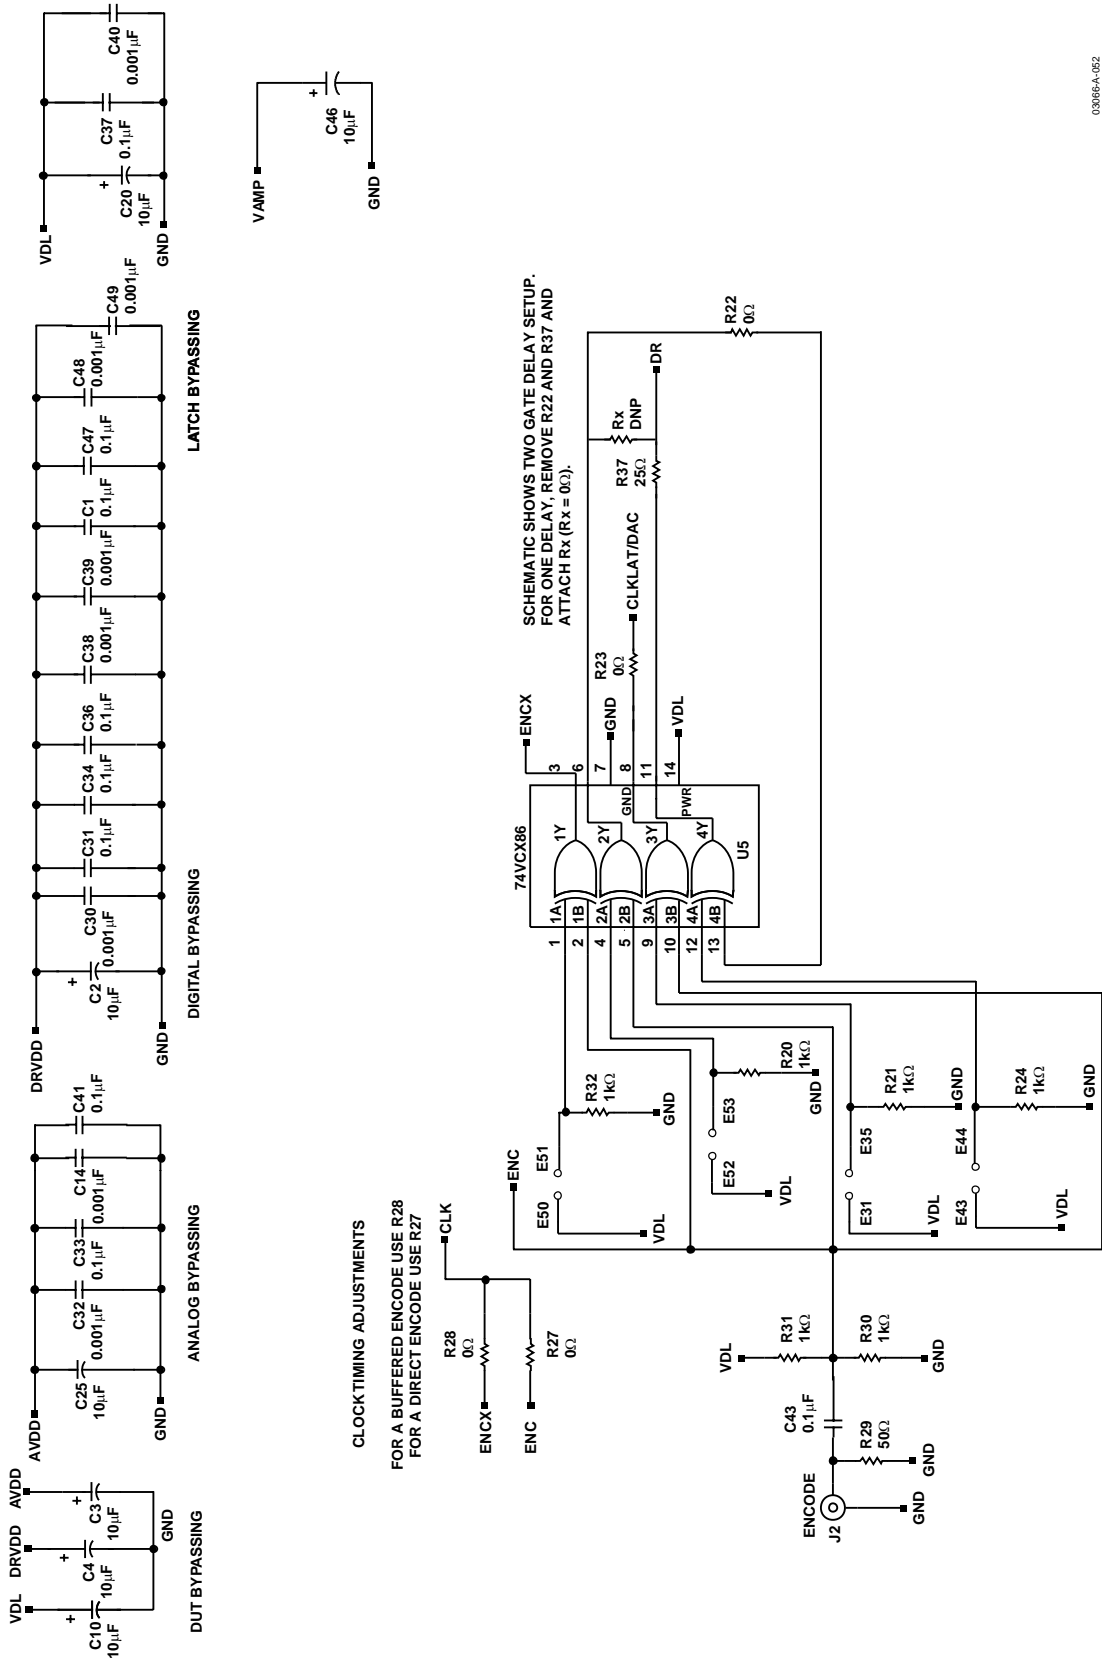 VDL
DRVDD
AVDD
C10
10µF
C4
10µF
C3
10µF
GND
DUT BYPASSING
AVDD
GND
C25
10µF
C32
0.001µF
C33
0.1µF
C14
0.001µF
C41
0.1µF
ANALOG BYPASSING
DRVDD
GND
C2
10µF
C30
0.001µF
C31
0.1µF
C34
0.1µF
C36
0.1µF
C38
0.001µF
C39
0.001µF
C1
0.1µF
C47
0.1µF
C48
0.001µF
C49
0.001µF
DIGITAL BYPASSING
LATCH BYPASSING
VDL
GND
C20
10µF
C37
0.1µF
C40
0.001µF
VAMP
GND
C46
10µF
CLOCK TIMING ADJUSTMENTS
FOR A BUFFERED ENCODE USE R28
FOR A DIRECT ENCODE USE R27
ENCX
R28
0Ω
CLK
ENC
R27
0Ω
SCHEMATIC SHOWS TWO GATE DELAY SETUP.
FOR ONE DELAY, REMOVE R22 AND R37 AND
ATTACH Rx (Rx = 0Ω).
ENCODE
J2
GND
R29
50Ω
GND
C43
0.1µF
VDL
R31
1kΩ
R30
1kΩ
GND
ENC
E50
E51
VDL
R32
1kΩ
GND
E52
E53
VDL
R20
1kΩ
GND
E31
E35
VDL
R21
1kΩ
GND
E43
E44
VDL
R24
1kΩ
GND
74VCX86
U5
1 1A
2 1B
4 2A
5 2B
9 3A
10 3B
12 4A
13 4B
1Y 3
2Y 6
7
3Y GND 8
11
4Y PWR 14
ENCX
GND
R23
0Ω
CLKLAT/DAC
VDL
R37
25Ω
Rx
DNP
DR
R22
0Ω
03066-A-052